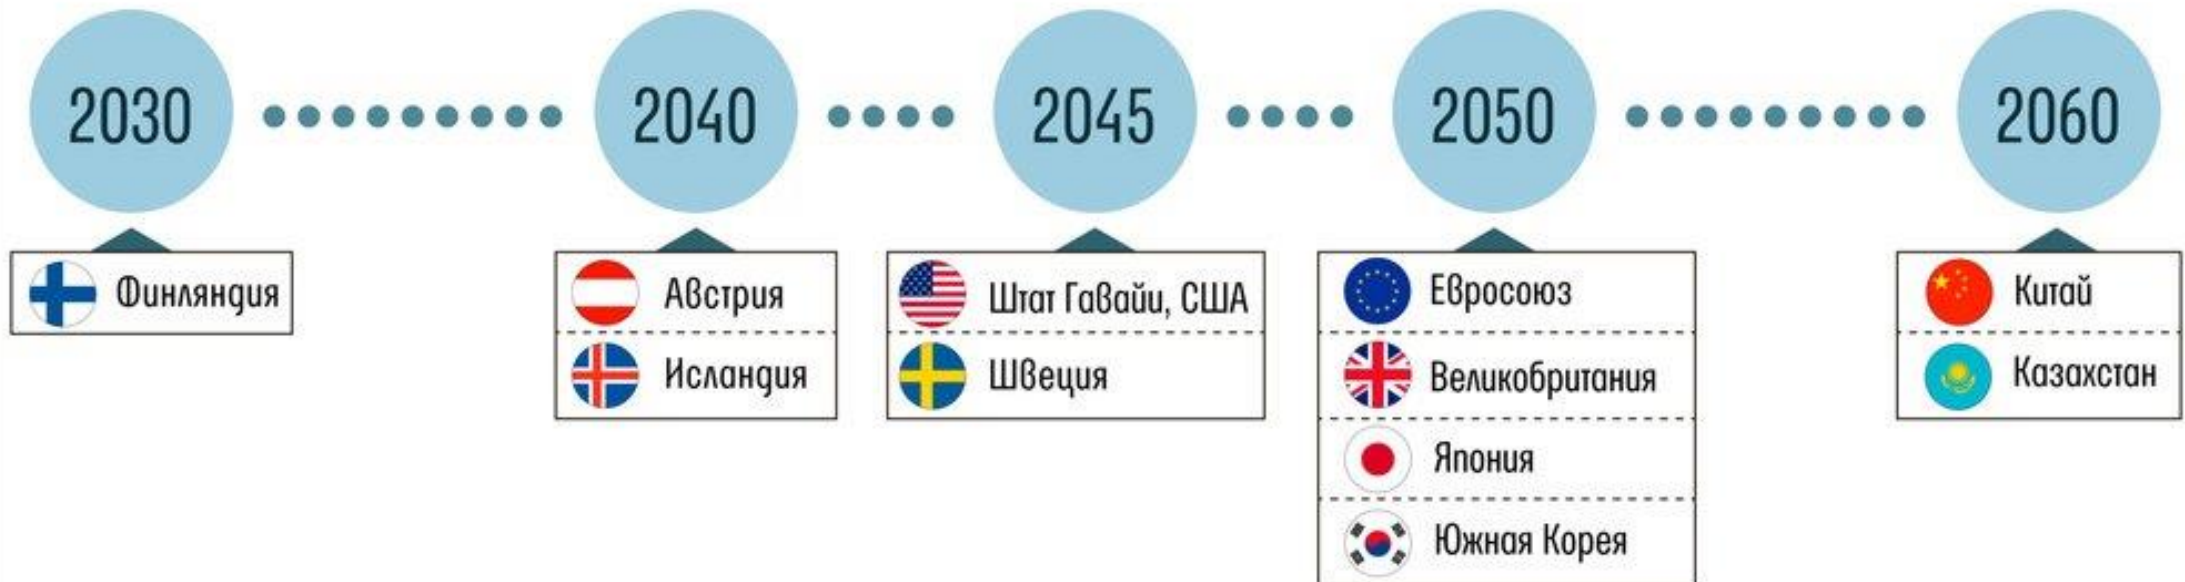 2030
2040
2045
2050
2060
Финляндия
Австрия
Исландия
Штат Гавайи, США
Швеция
Евросоюз
Великобритания
Япония
Южная Корея
Китай
Казахстан